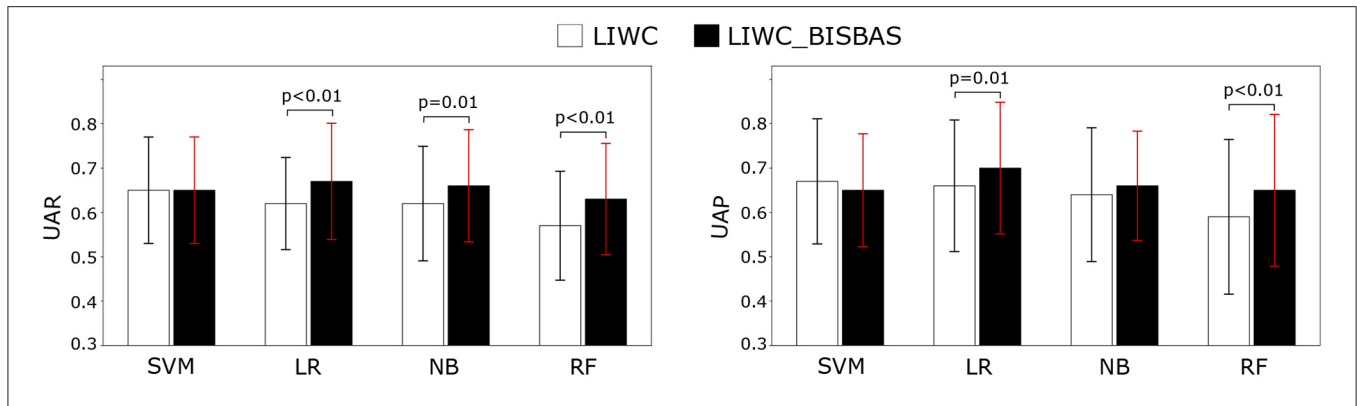 LIWC LIWC_BISBAS
UAR
0.8
0.7
0.6
0.5
0.4
0.3
p<0.01
p=0.01
p<0.01
SVM LR NB RF
UAP
0.8
0.7
0.6
0.5
0.4
0.3
p=0.01
p<0.01
SVM LR NB RF